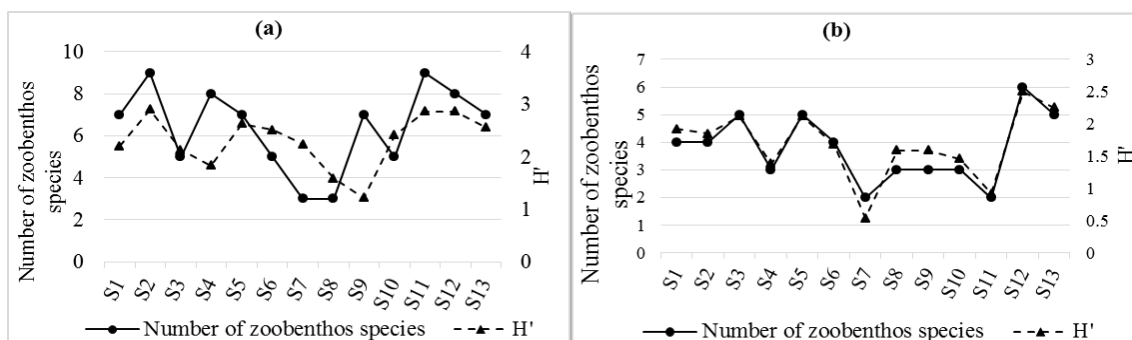 (a)
Number of zoobenthos
species
10
8
6
4
2
0
4
3
2
1
0
H'
S1
S2
S3
S4
S5
S6
S7
S8
S9
S10
S11
S12
S13
Number of zoobenthos species
H'
(b)
Number of zoobenthos
species
7
6
5
4
3
2
1
0
3
2.5
2
1.5
1
0.5
0
H'
S1
S2
S3
S4
S5
S6
S7
S8
S9
S10
S11
S12
S13
Number of zoobenthos species
H'